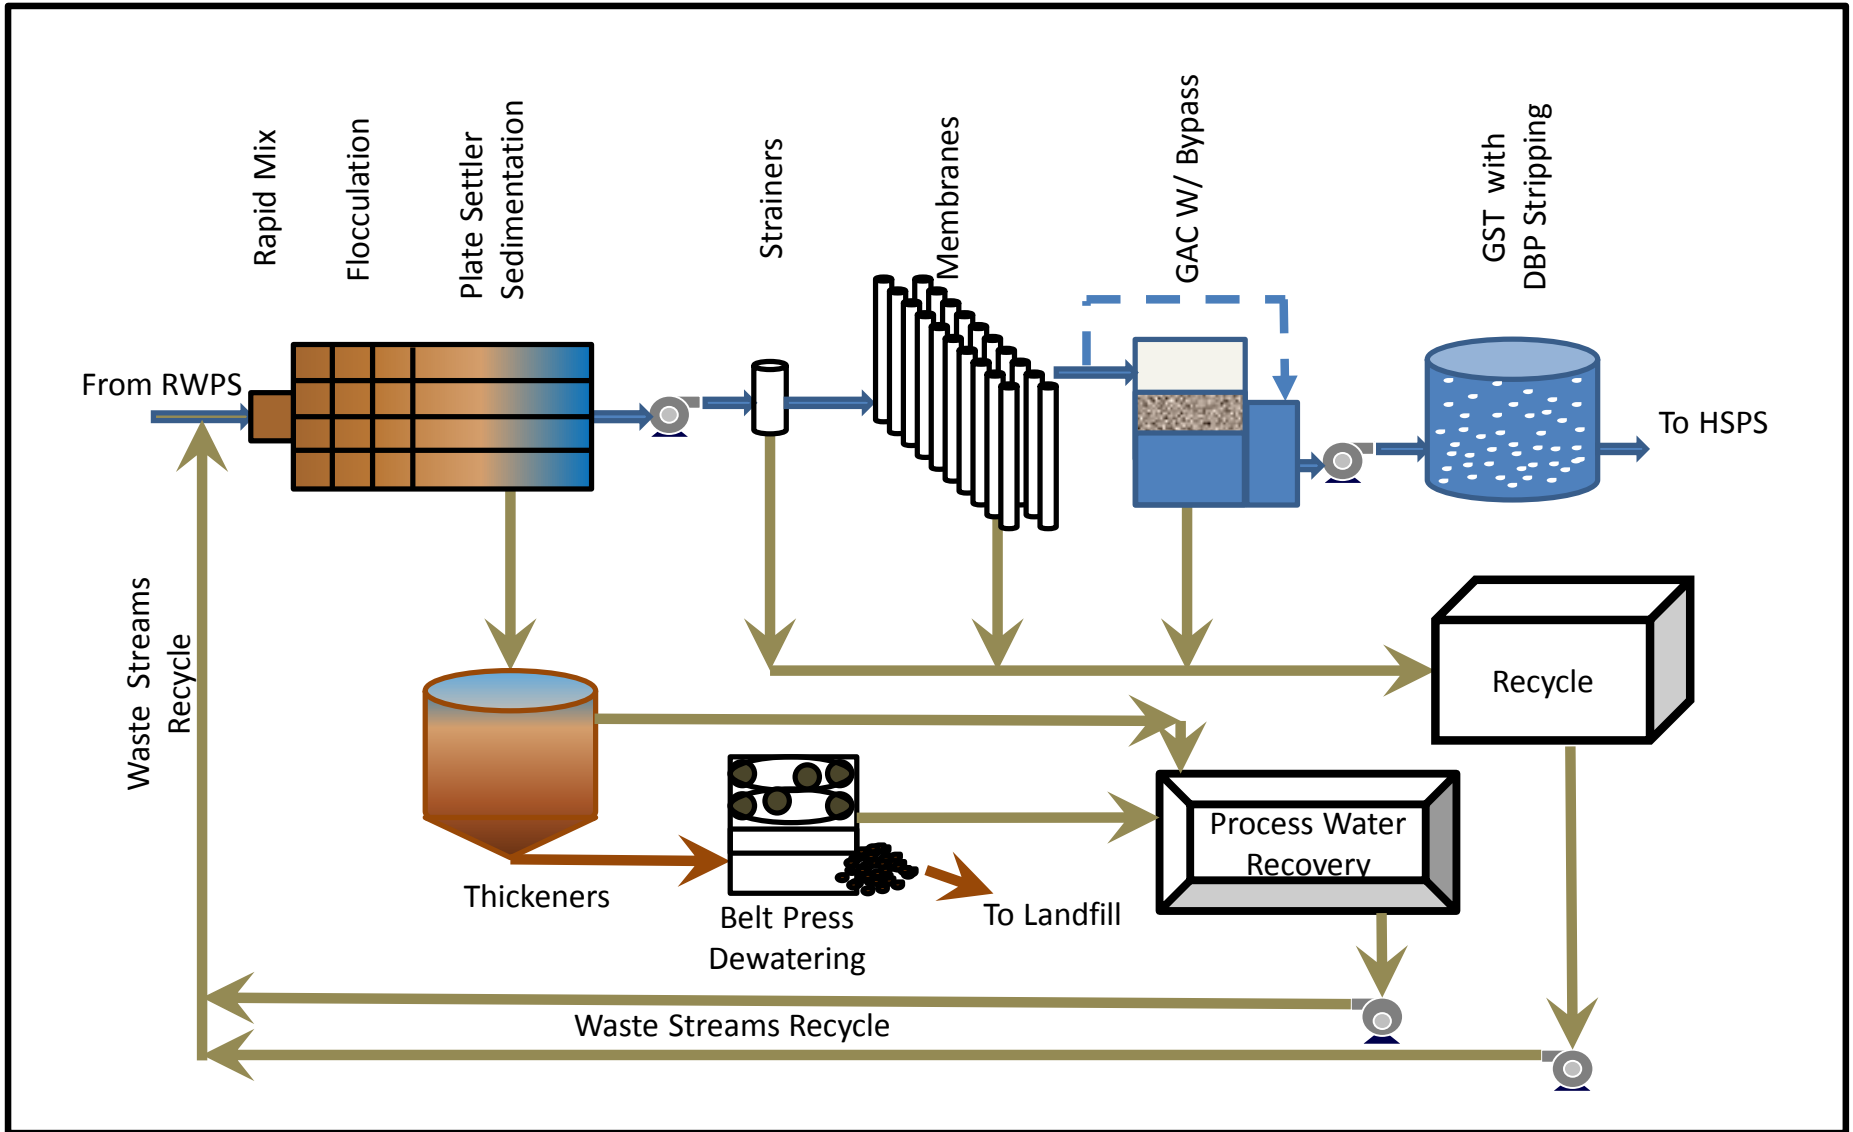 Rapid Mix
Flocculation
Plate Settler
Sedimentation
Strainers
Membranes
GAC W/ Bypass
GST with
DBP Stripping
From RWPS
To HSPS
Waste Streams
Recycle
Recycle
Process Water
Recovery
Thickeners
Belt Press
Dewatering
To Landfill
Waste Streams Recycle